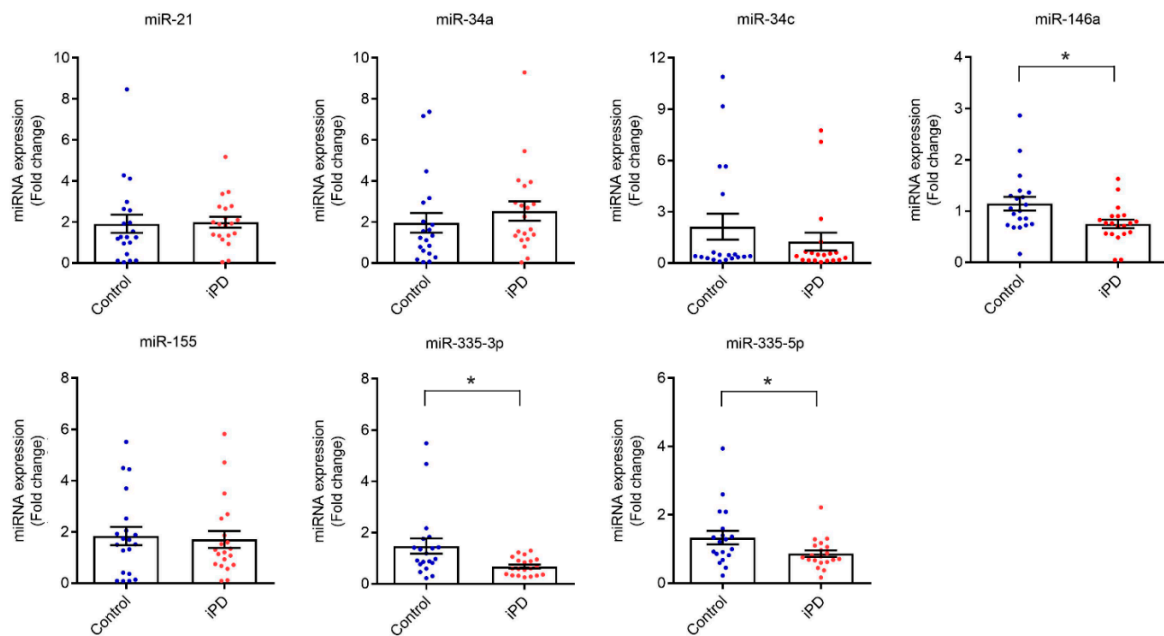 miR-21
miRNA expression
(Fold change)
10
8
6
4
2
0
Control
iPD
miR-34a
miRNA expression
(Fold change)
10
8
6
4
2
0
Control
iPD
miR-34c
miRNA expression
(Fold change)
12
9
6
3
0
Control
iPD
miR-146a
miRNA expression
(Fold change)
4
3
2
1
0
*
Control
iPD
miR-155
miRNA expression
(Fold change)
8
6
4
2
0
Control
iPD
miR-335-3p
miRNA expression
(Fold change)
8
6
4
2
0
*
Control
iPD
miR-335-5p
miRNA expression
(Fold change)
6
4
2
0
*
Control
iPD